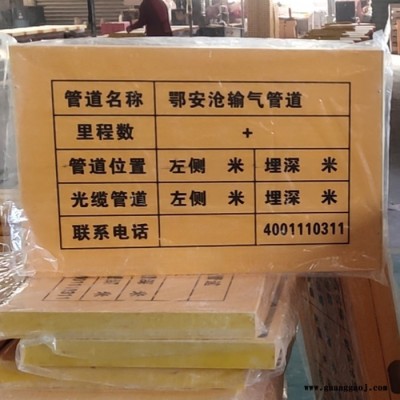 管道名称 鄂安沧输气管道
里程数 +
管道位置 左侧 米 埋深 米
光缆管道 左侧 米 埋深 米
联系电话 4001110311